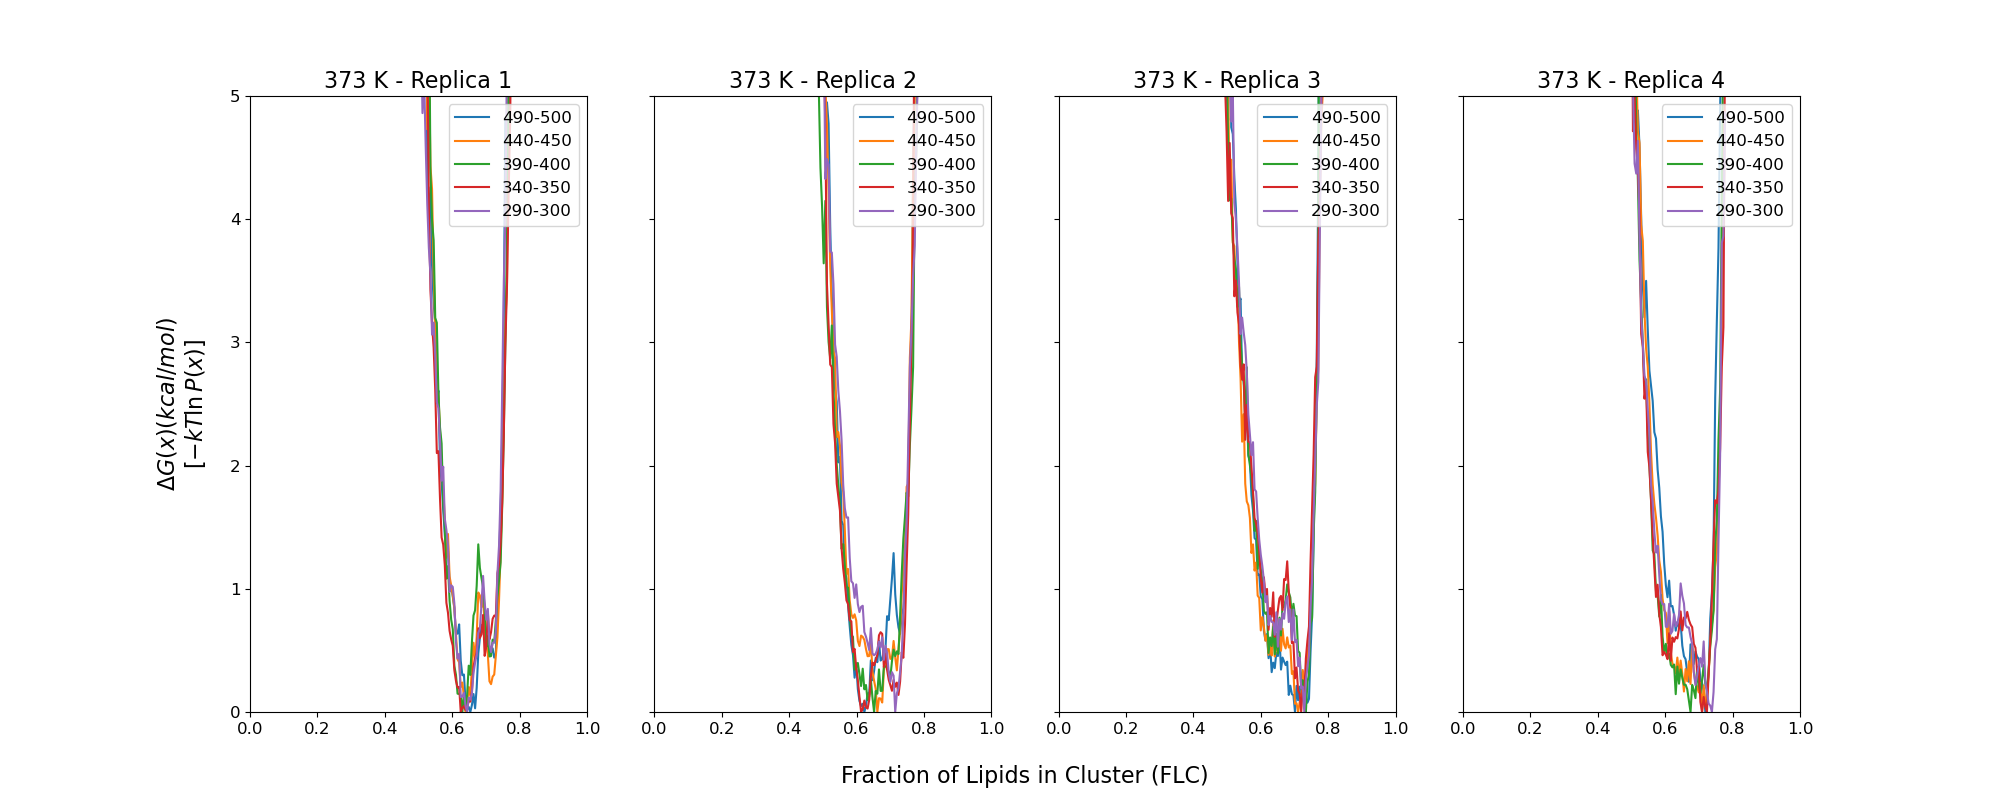 373 K - Replica 1
373 K - Replica 2
373 K - Replica 3
373 K - Replica 4
ΔG(x)(kcal/mol)
[−kTln P(x)]
5
4
3
2
1
0
490-500
440-450
390-400
340-350
290-300
490-500
440-450
390-400
340-350
290-300
490-500
440-450
390-400
340-350
290-300
490-500
440-450
390-400
340-350
290-300
0.0 0.2 0.4 0.6 0.8 1.0
0.0 0.2 0.4 0.6 0.8 1.0
0.0 0.2 0.4 0.6 0.8 1.0
0.0 0.2 0.4 0.6 0.8 1.0
Fraction of Lipids in Cluster (FLC)